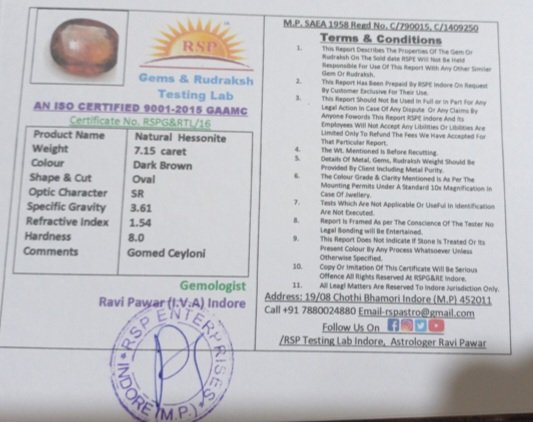 RSP
Gems & Rudraksh
Testing Lab
AN ISO CERTIFIED 9001-2015 GAAMC
Certificate No. RSPG&RTL/16
Product Name Natural Hessonite
Weight 7.15 caret
Colour Dark Brown
Shape & Cut Oval
Optic Character SR
Specific Gravity 3.61
Refractive Index 1.54
Hardness 8.0
Comments Gomed Ceyloni
Gemologist
Ravi Pawar (I.V.A) Indore
RSP ENTERPRISES
INDORE (M.P.)
M.P. SAEA 1958 Reed No. C/790015, C/1409250
Terms & Conditions
1. This Report Describes The Properties Of The Gem Or
Rudraksh On The Sold date RSPE Will Not Be Held
Responsible For Use Of This Report With Any Other Similer
Gem Or Rudraksh.
2. This Report Has Been Prepaid By RSPE Indore On Request
By Customer Exclusive For Their Use.
3. This Report Should Not Be Used In Full or In Part For Any
Legal Action In Case Of Any Dispute Or Any Claims By
Anyone Fowords This Report RSPE Indore And Its
Employees Will Not Accept Any Libilities Or Libilities Are
Limited Only To Refund The Fees We Have Accepted For
That Particular Report.
4. The Wt. Mentioned Is Before Recutting.
5. Details Of Metal, Gems, Rudraksh Weight Should Be
Provided By Client Including Metal Purity.
6. The Colour Grade & Clarity Mentioned Is As Per The
Mounting Permits Under A Standard 10x Magnification In
Case Of Jwellery.
7. Tests Which Are Not Applicable Or Useful In Identification
Are Not Executed.
8. Report Is Framed As per The Conscience Of The Tester No
Legal Bonding will Be Entertained.
9. This Report Does Not Indicate If Stone Is Treated Or Its
Present Colour By Any Process Whatsoever Unless
Otherwise Specified.
10. Copy or Imitation Of This Certificate Will Be Serious
Offence All Rights Reserved At RSPG&RE Indore.
11. All Leagl Matters Are Reserved To Indore Jurisdiction Only.
Address: 19/08 Chothi Bhamori Indore (M.P) 452011
Call +91 7880024880 Email-rspastro@gmail.com
Follow Us On
/RSP Testing Lab Indore, Astrologer Ravi Pawar